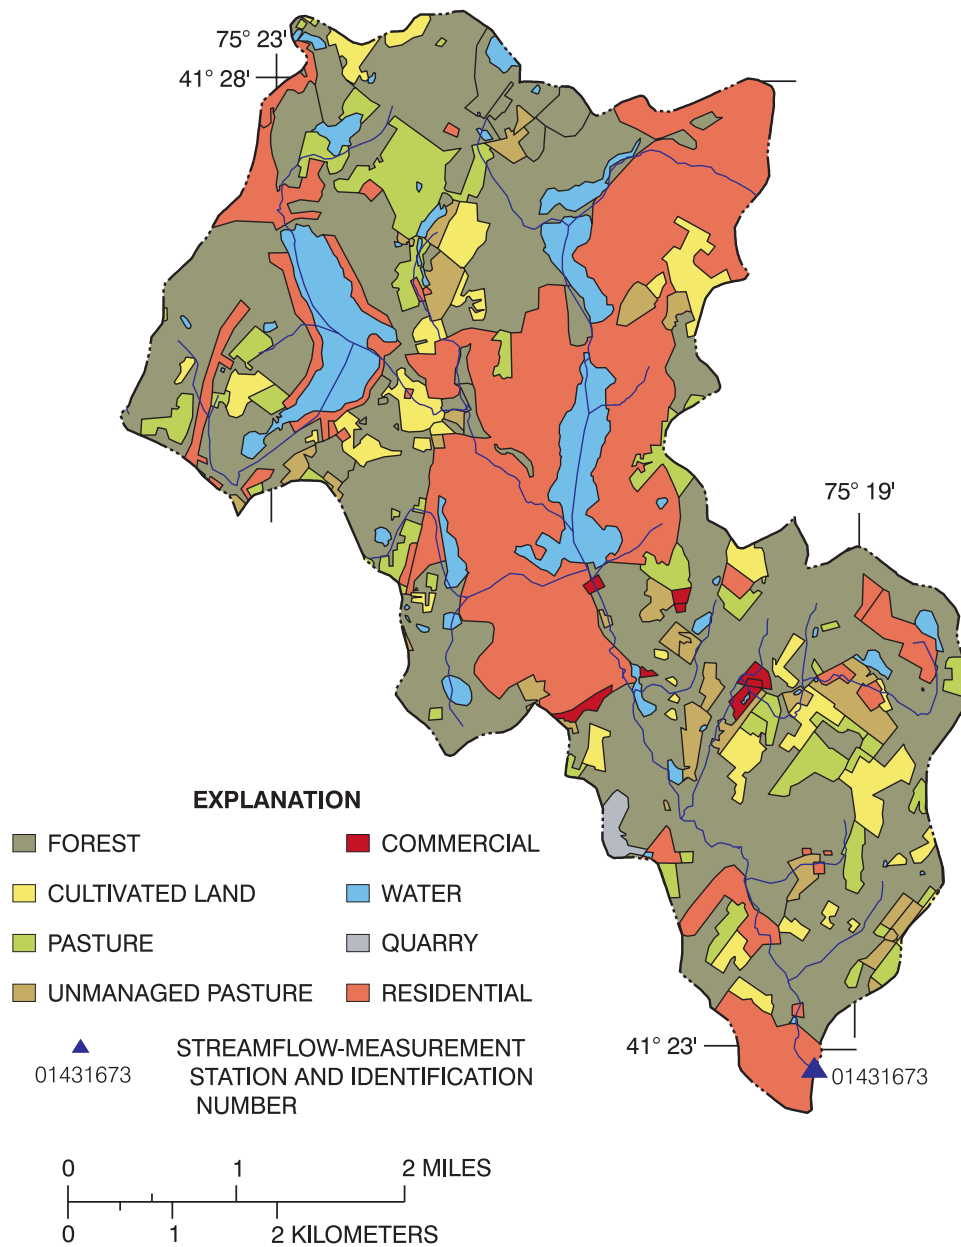 75° 23'
41° 28'
75° 19'
EXPLANATION
FOREST
COMMERCIAL
CULTIVATED LAND
WATER
PASTURE
QUARRY
UNMANAGED PASTURE
RESIDENTIAL
01431673
STREAMFLOW-MEASUREMENT
STATION AND IDENTIFICATION
NUMBER
41° 23'
01431673
0 1 2 MILES
0 1 2 KILOMETERS